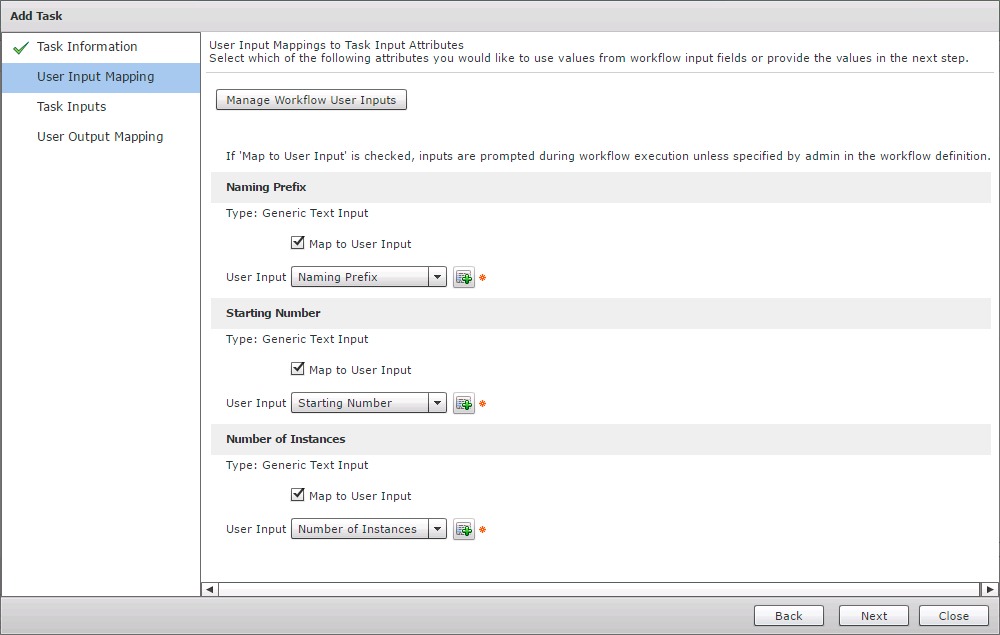 Add Task
Task Information
User Input Mapping
Task Inputs
User Output Mapping
User Input Mappings to Task Input Attributes
Select which of the following attributes you would like to use values from workflow input fields or provide the values in the next step.
Manage Workflow User Inputs
If 'Map to User Input' is checked, inputs are prompted during workflow execution unless specified by admin in the workflow definition.
Naming Prefix
Type: Generic Text Input
Map to User Input
User Input Naming Prefix *
Starting Number
Type: Generic Text Input
Map to User Input
User Input Starting Number *
Number of Instances
Type: Generic Text Input
Map to User Input
User Input Number of Instances *
Back Next Close